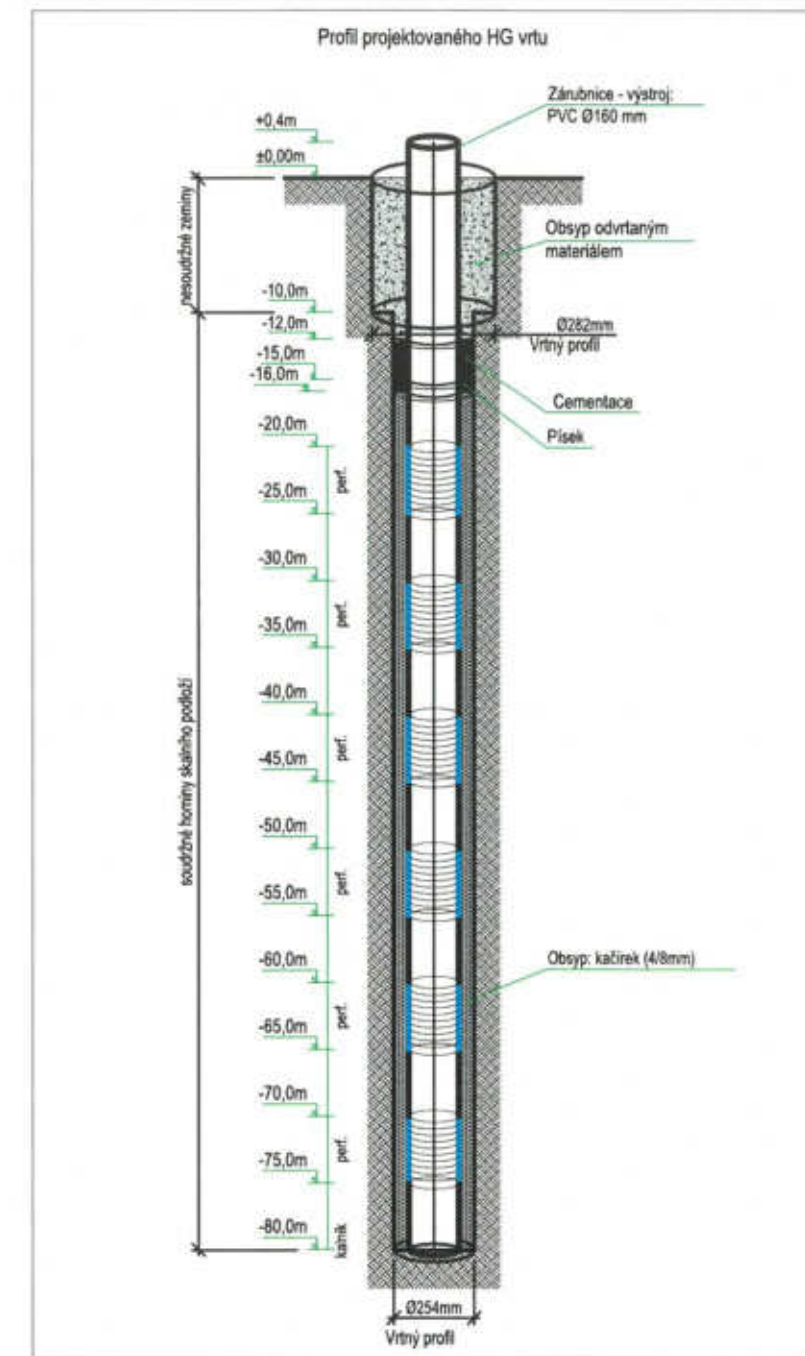 Profil projektovaného HG vrtu
Zárubnice - výstroj:
PVC Ø160 mm
+0,4m
±0,00m
nesoudržné zeminy
Obsyp odvrtaným
materiálem
-10,0m
-12,0m
Ø282mm
Vrtný profil
-15,0m
-16,0m
Cementace
Písek
-20,0m
perf.
-25,0m
-30,0m
perf.
-35,0m
soudržné horniny skalního podloží
-40,0m
perf.
-45,0m
-50,0m
perf.
-55,0m
-60,0m
Obsyp: kačírek (4/8mm)
perf.
-65,0m
-70,0m
perf.
-75,0m
-80,0m
kalník
Ø254mm
Vrtný profil